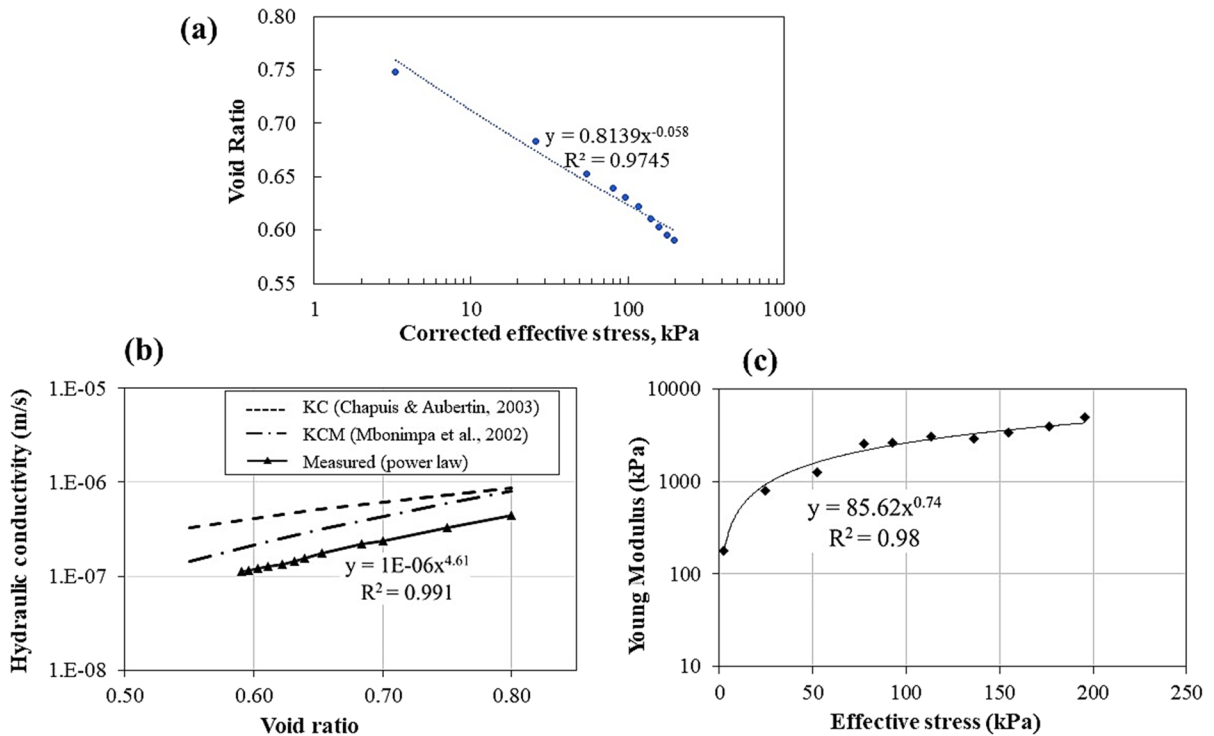 (a)
0.80
0.75
0.70
0.65
0.60
0.55
Void Ratio
y = 0.8139x^-0.058
R² = 0.9745
1 10 100 1000
Corrected effective stress, kPa
(b)
1.E-05
1.E-06
1.E-07
1.E-08
Hydraulic conductivity (m/s)
KC (Chapuis & Aubertin, 2003)
KCM (Mbonimpa et al., 2002)
Measured (power law)
y = 1E-06x^4.61
R² = 0.991
0.50 0.60 0.70 0.80
Void ratio
(c)
10000
1000
100
10
Young Modulus (kPa)
y = 85.62x^0.74
R² = 0.98
0 50 100 150 200 250
Effective stress (kPa)